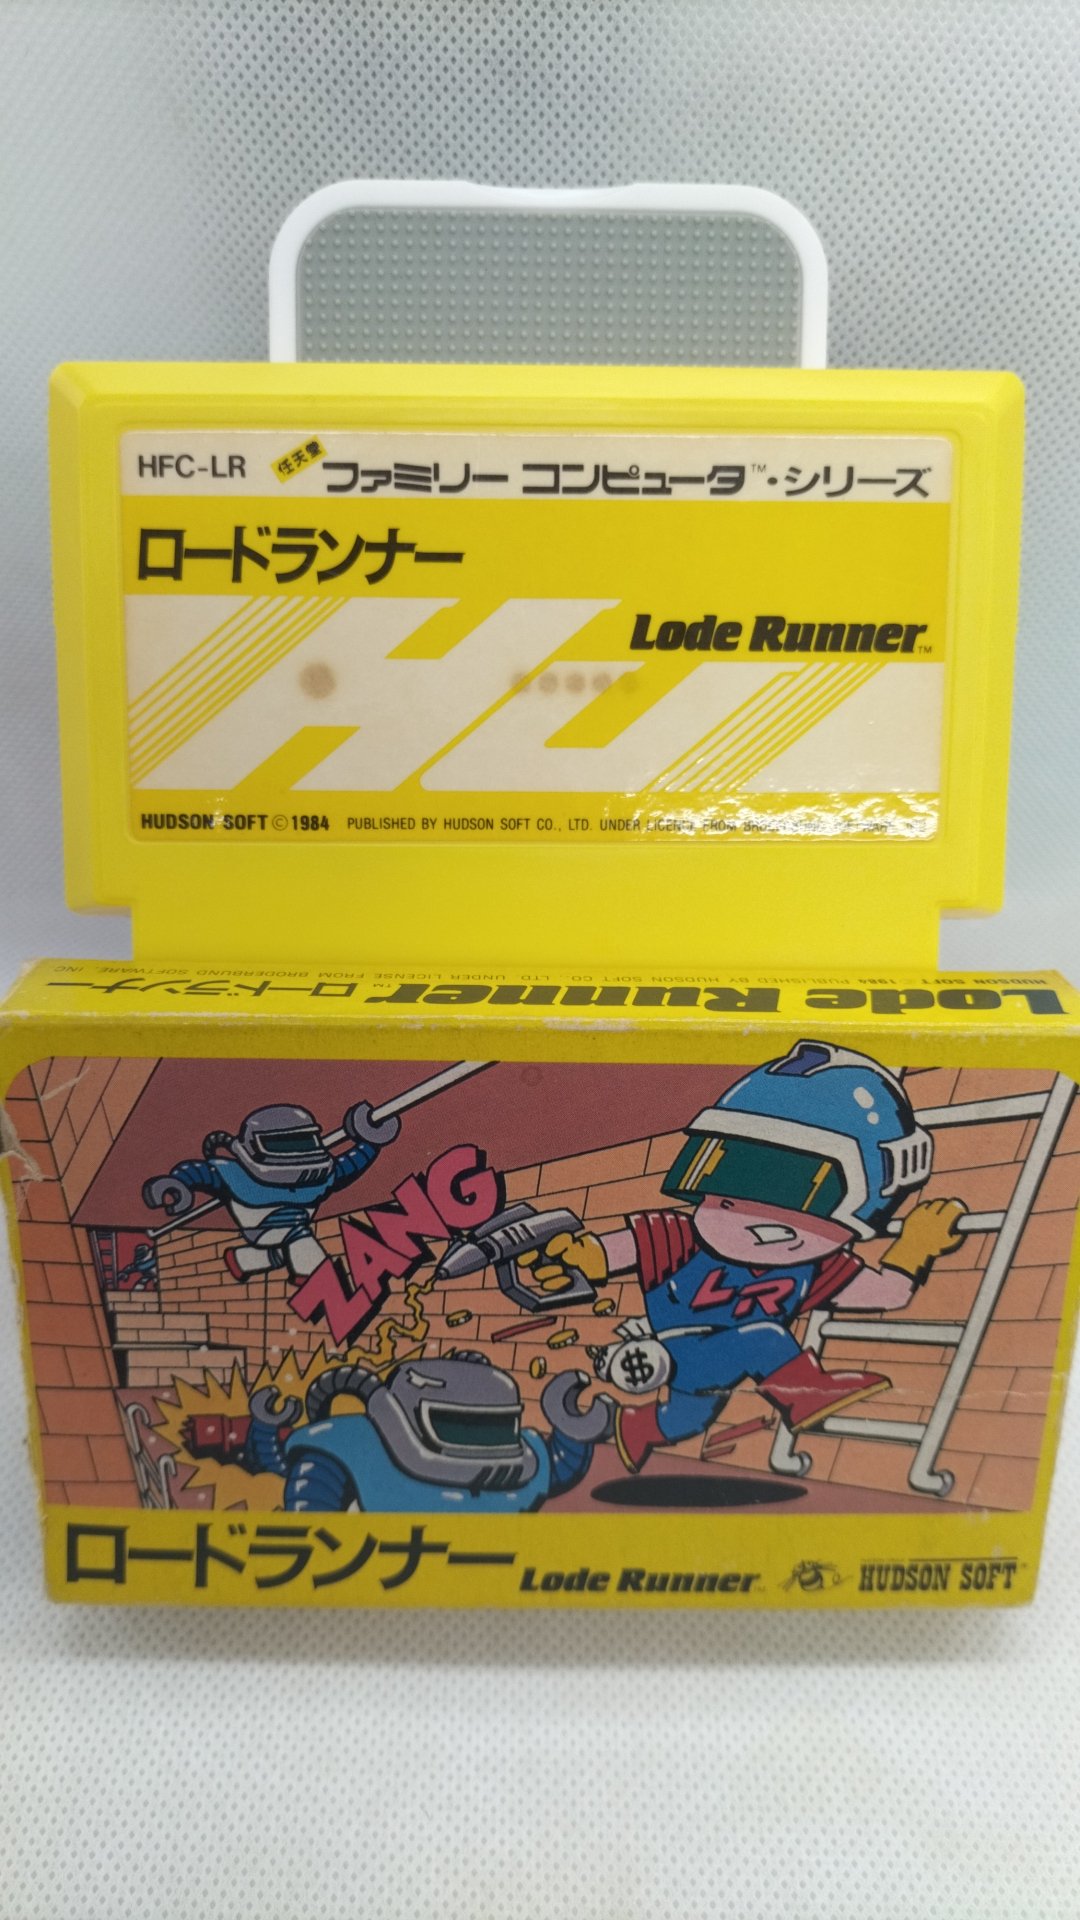 HFC-LR 任天堂 ファミリー コンピュータ™・シリーズ
ロードランナー
Lode Runner™
HU
HUDSON SOFT © 1984 PUBLISHED BY HUDSON SOFT CO., LTD. UNDER LICENCE FROM
HUDSON SOFT © 1984 PUBLISHED BY HUDSON SOFT CO., LTD. UNDER LICENSE FROM BRODERBUND SOFTWARE, INC
Lode Runner™ ロードランナー
ZANG
LR
$
ロードランナー Lode Runner™ HUDSON SOFT